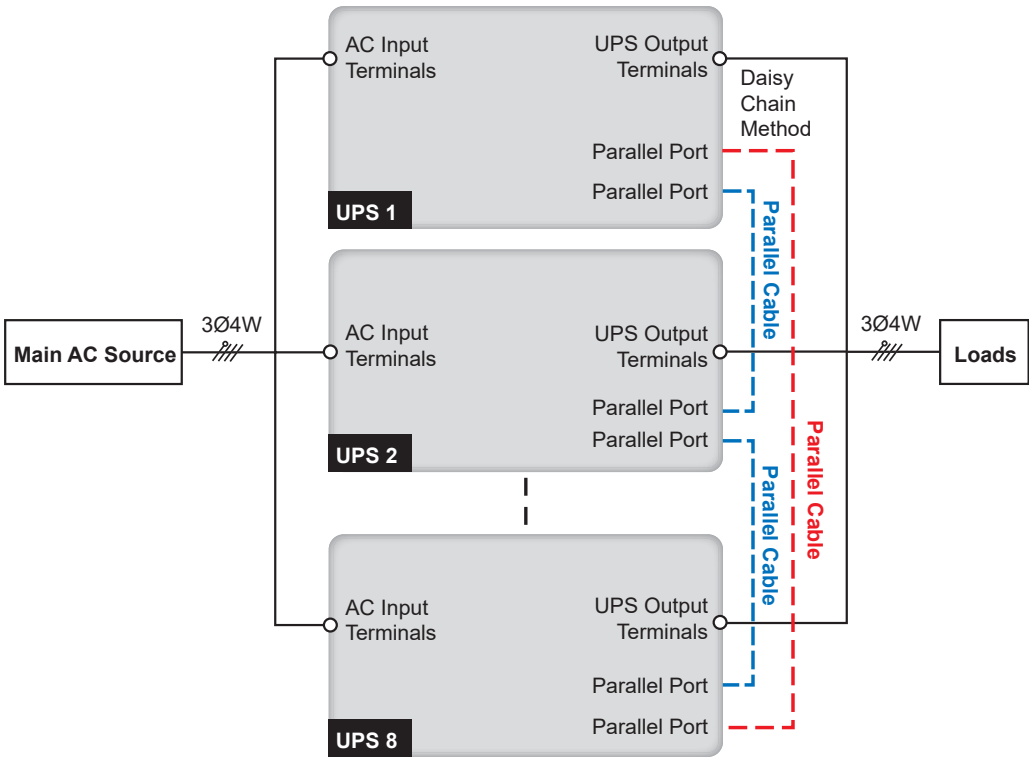 AC Input
Terminals
UPS Output
Terminals
Daisy
Chain
Method
Parallel Port
Parallel Port
UPS 1
Parallel Cable
Main AC Source
3Ø4W
AC Input
Terminals
UPS Output
Terminals
3Ø4W
Loads
Parallel Port
Parallel Port
UPS 2
Parallel Cable
Parallel Cable
AC Input
Terminals
UPS Output
Terminals
Parallel Port
Parallel Port
UPS 8